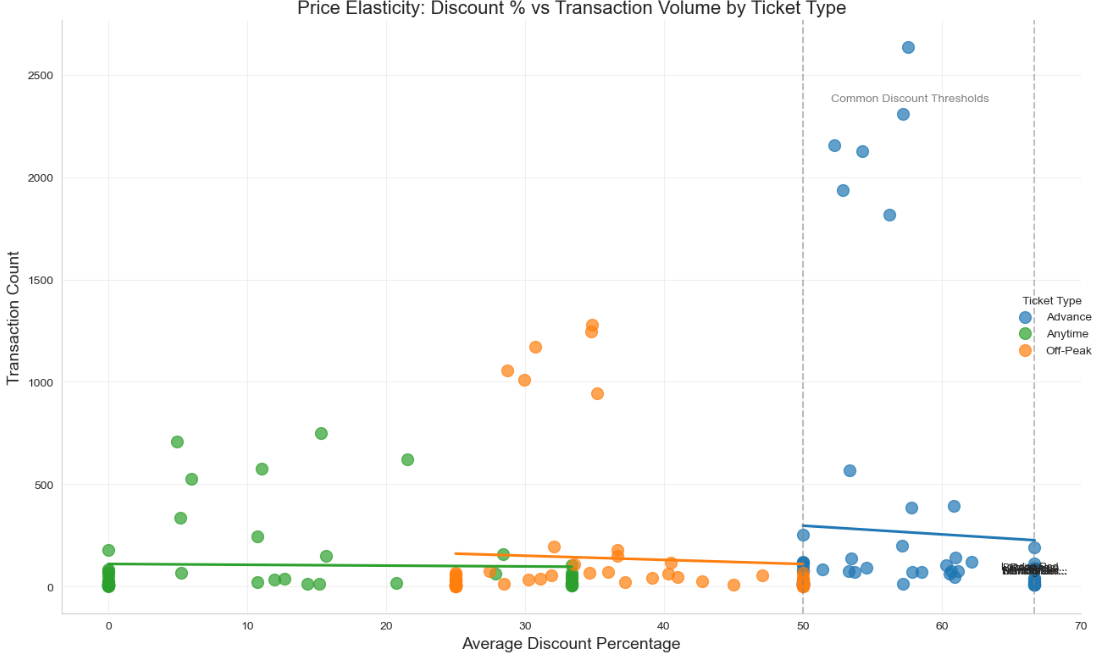 Price Elasticity: Discount % vs Transaction Volume by Ticket Type
Transaction Count
2500
2000
1500
1000
500
0
Common Discount Thresholds
Ticket Type
Advance
Anytime
Off-Peak
0
10
20
30
40
50
60
70
Average Discount Percentage